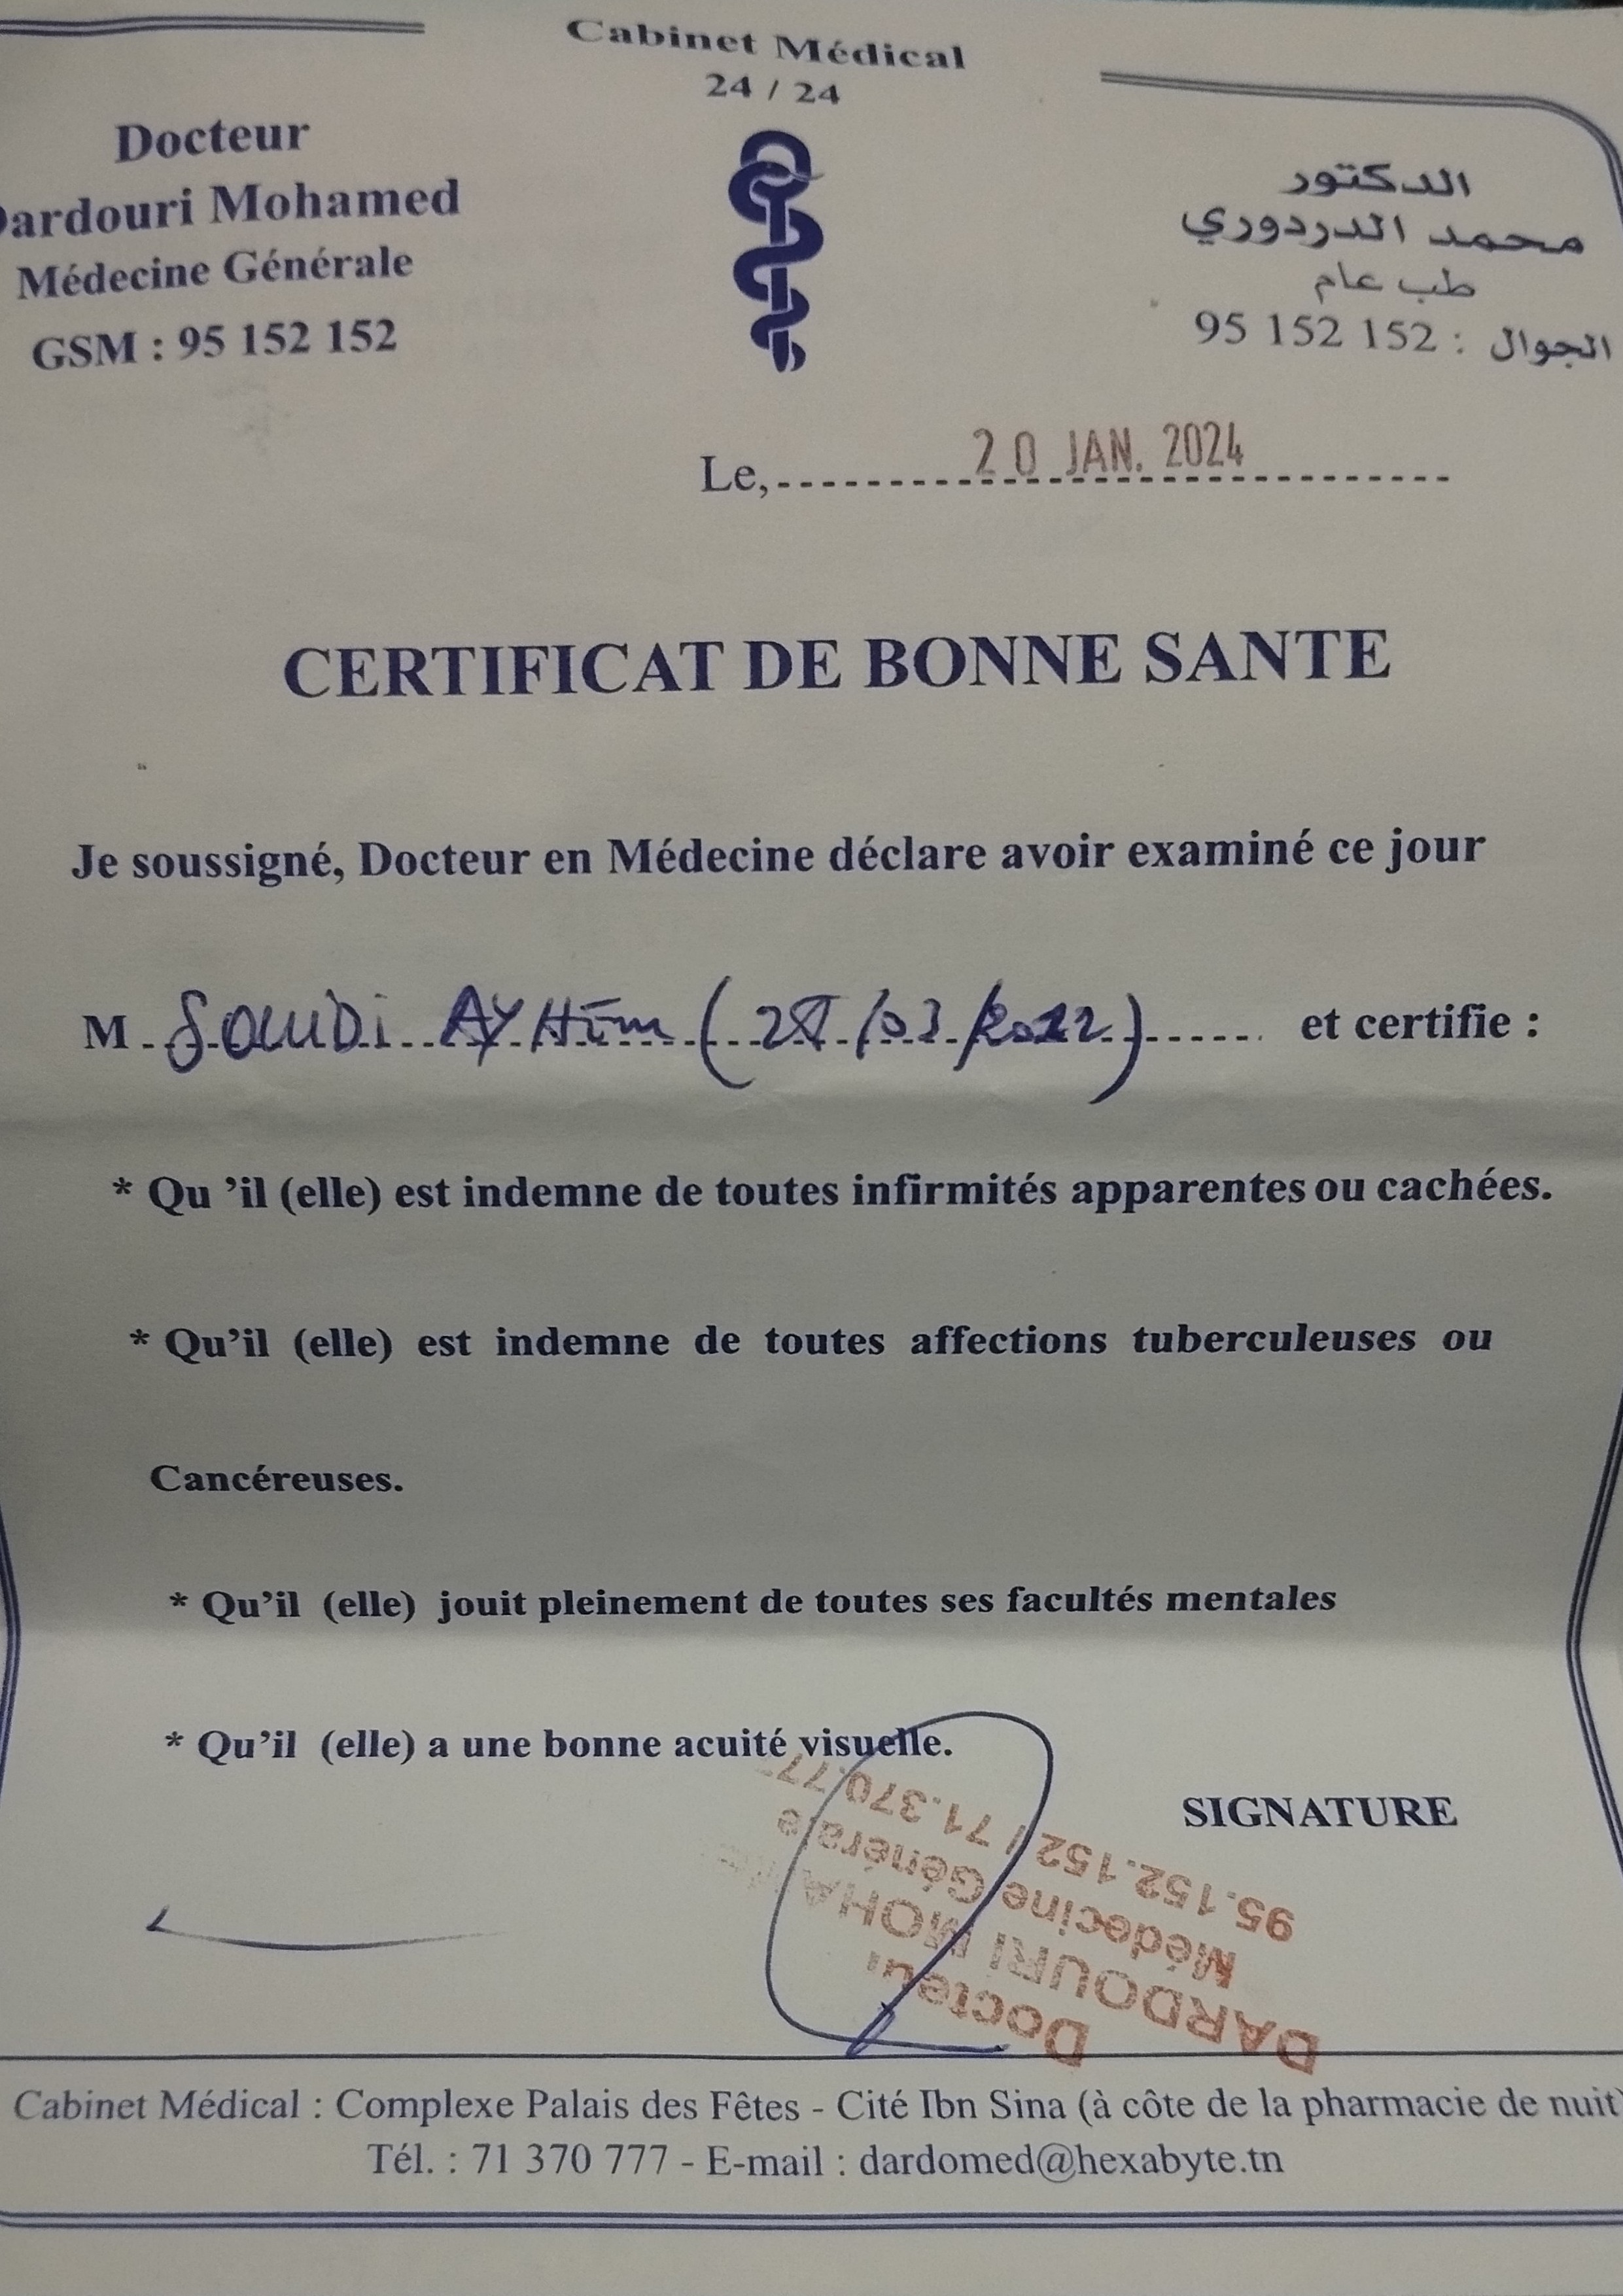 Cabinet Médical
24 / 24
Docteur
Dardouri Mohamed
Médecine Générale
GSM : 95 152 152
الدكتور
محمد الدردوري
طب عام
الجوال : 152 152 95
Le, 20 JAN. 2024
CERTIFICAT DE BONNE SANTE
Je soussigné, Docteur en Médecine déclare avoir examiné ce jour
M Soudi AYHEm ( /03/2022) et certifie :
* Qu 'il (elle) est indemne de toutes infirmités apparentes ou cachées.
* Qu'il (elle) est indemne de toutes affections tuberculeuses ou
Cancéreuses.
* Qu'il (elle) jouit pleinement de toutes ses facultés mentales
* Qu'il (elle) a une bonne acuité visuelle.
SIGNATURE
Docteur
DARDOURI MOHA
Médecine Générale
95.152.152 / 71.370.77
Cabinet Médical : Complexe Palais des Fêtes - Cité Ibn Sina (à côte de la pharmacie de nuit)
Tél. : 71 370 777 - E-mail : dardomed@hexabyte.tn